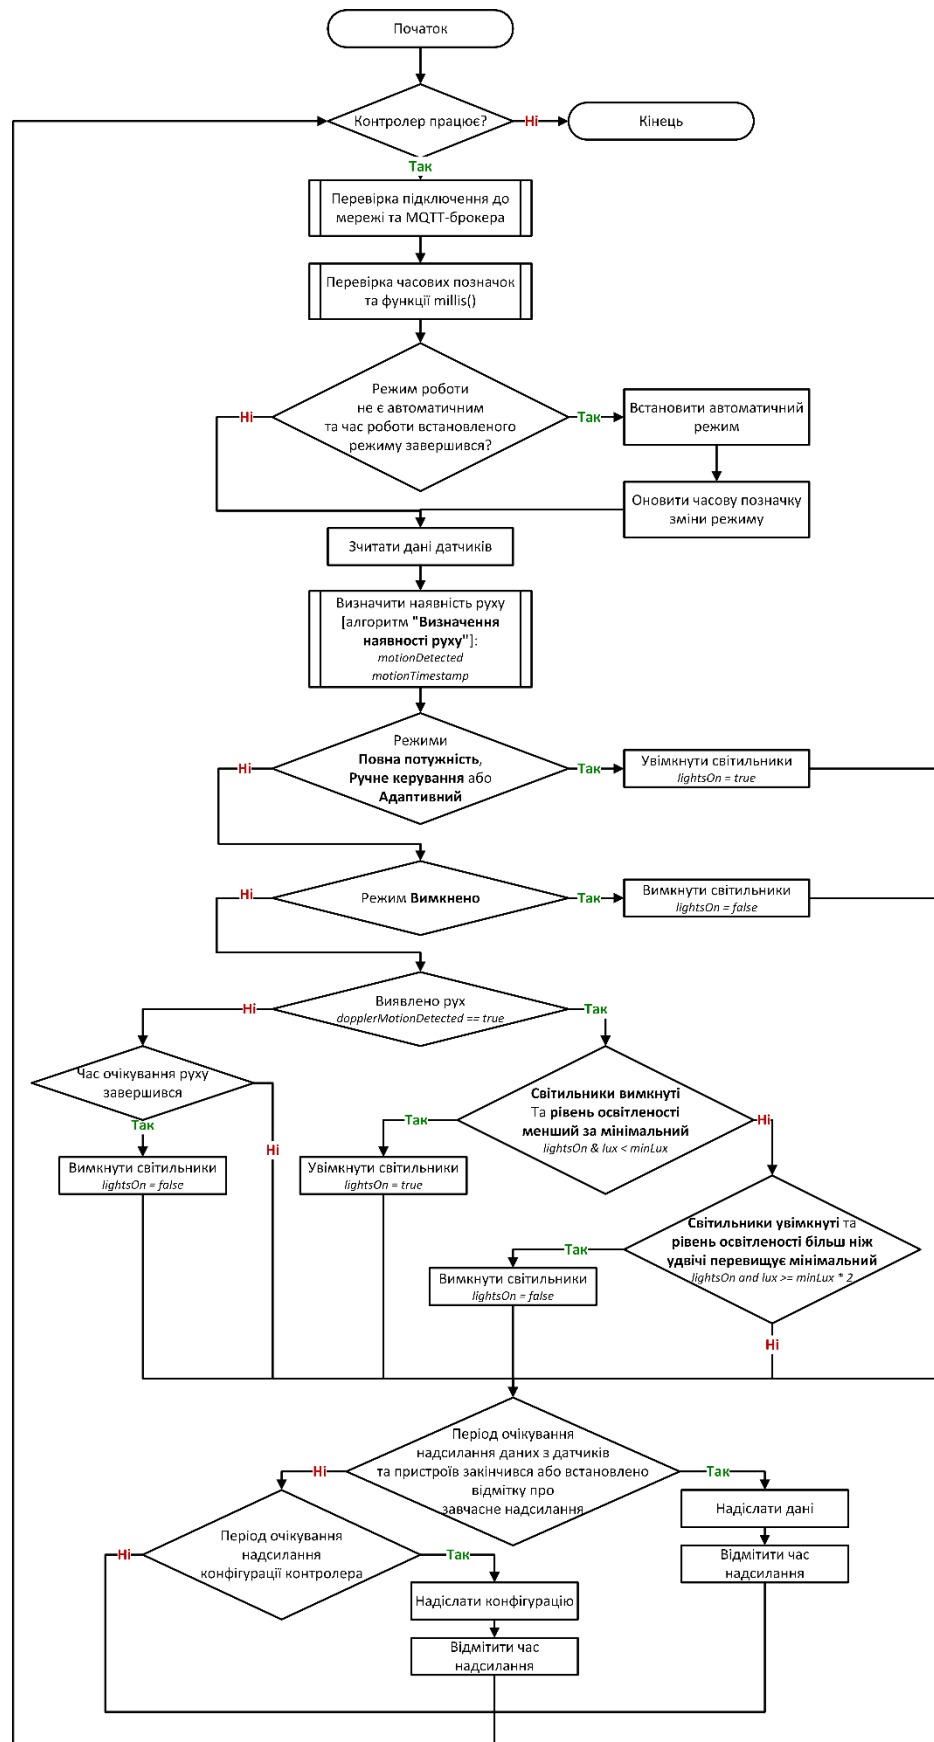 Початок
Контролер працює?
Ні
Кінець
Так
Перевірка підключення до
мережі та MQTT-брокера
Перевірка часових позначок
та функції millis()
Режим роботи
не є автоматичним
та час роботи встановленого
режиму завершився?
Ні
Так
Встановити автоматичний
режим
Оновити часову позначку
зміни режиму
Зчитати дані датчиків
Визначити наявність руху
[алгоритм "Визначення
наявності руху"]:
motionDetected
motionTimestamp
Режими
Повна потужність,
Ручне керування або
Адаптивний
Ні
Так
Увімкнути світильники
lightsOn = true
Ні
Режим Вимкнено
Так
Вимкнути світильники
lightsOn = false
Ні
Виявлено рух
dopplerMotionDetected == true
Так
Час очікування руху
завершився
Так
Ні
Вимкнути світильники
lightsOn = false
Світильники вимкнуті
Та рівень освітленості
менший за мінімальний
lightsOn & lux < minLux
Так
Ні
Увімкнути світильники
lightsOn = true
Світильники увімкнуті та
рівень освітленості більш ніж
удвічі перевищує мінімальний
lightsOn and lux >= minLux * 2
Так
Вимкнути світильники
lightsOn = false
Ні
Період очікування
надсилання даних з датчиків
та пристроїв закінчився або встановлено
відмітку про
завчасне надсилання
Ні
Так
Надіслати дані
Відмітити час
надсилання
Період очікування
надсилання
конфігурації контролера
Ні
Так
Надіслати конфігурацію
Відмітити час
надсилання